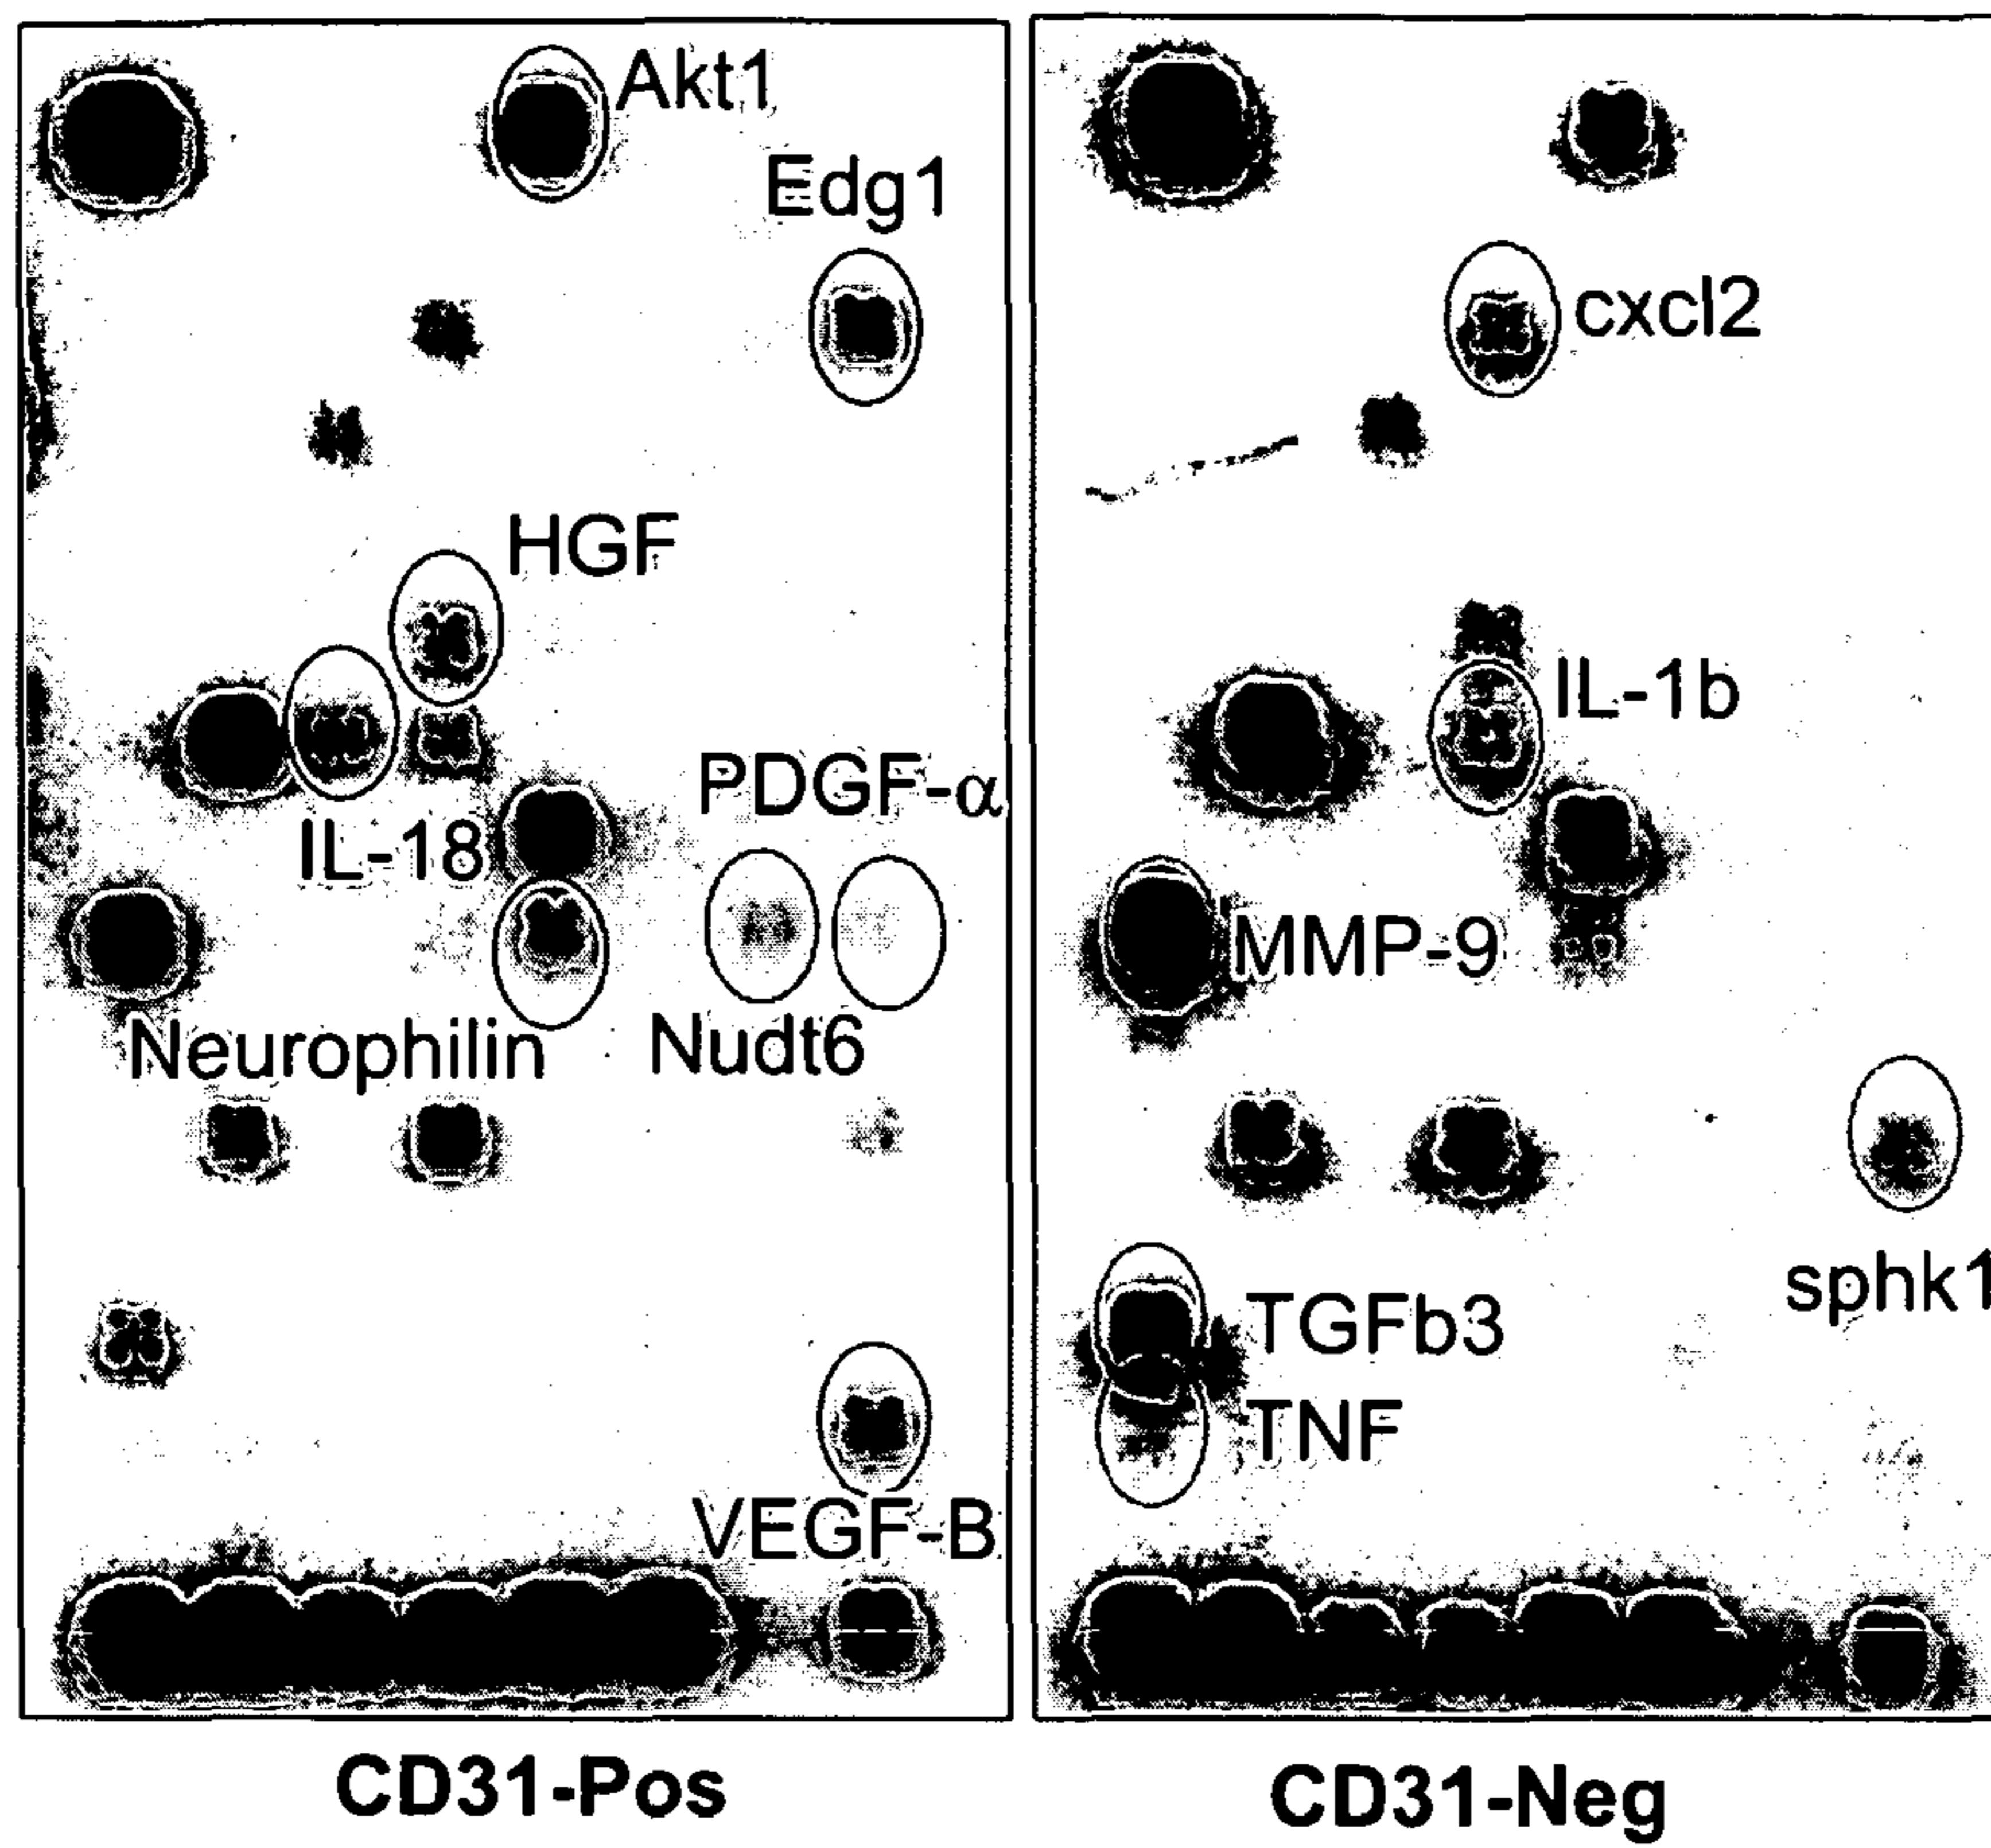 Akt1
Edg1
HGF
PDGF-α
IL-18
Neurophilin
Nudt6
VEGF-B
CD31-Pos
cxcl2
IL-1b
MMP-9
sphk1
TGFb3
TNF
CD31-Neg